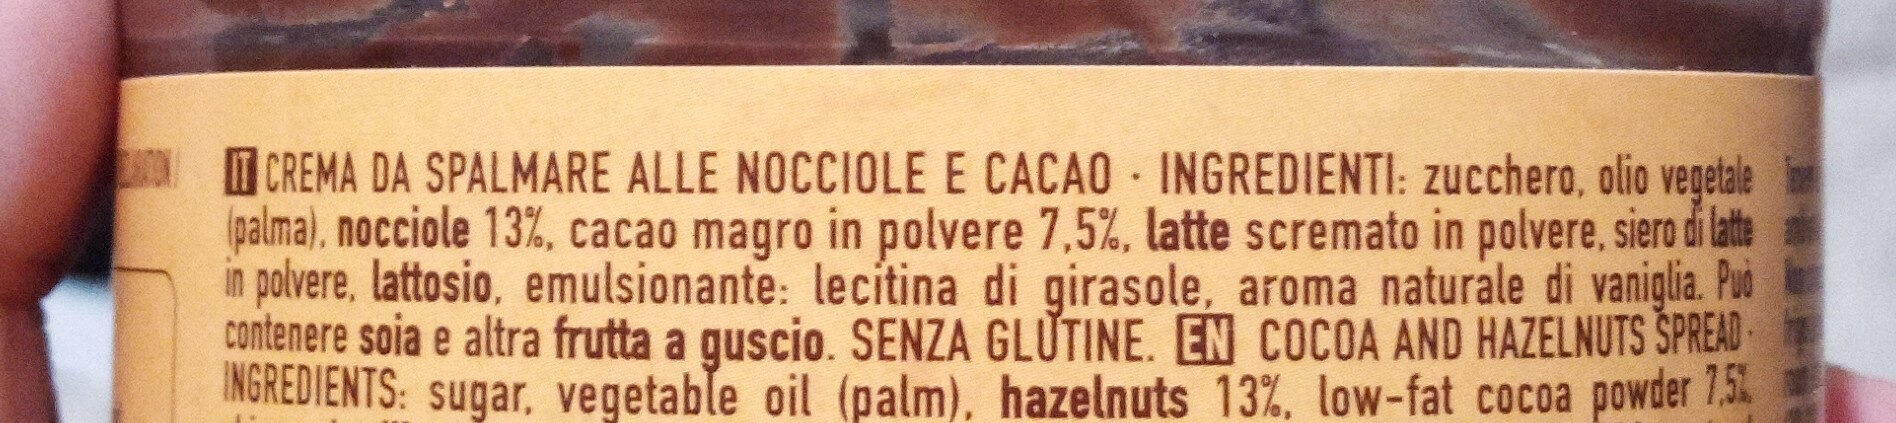 IT CREMA DA SPALMARE ALLE NOCCIOLE E CACAO · INGREDIENTI: zucchero, olio vegetale
(palma), nocciole 13%, cacao magro in polvere 7,5%, latte scremato in polvere, siero di latte
in polvere, lattosio, emulsionante: lecitina di girasole, aroma naturale di vaniglia. Può
contenere soia e altra frutta a guscio. SENZA GLUTINE. EN COCOA AND HAZELNUTS SPREAD ·
INGREDIENTS: sugar, vegetable oil (palm), hazelnuts 13%, low-fat cocoa powder 7,5%,